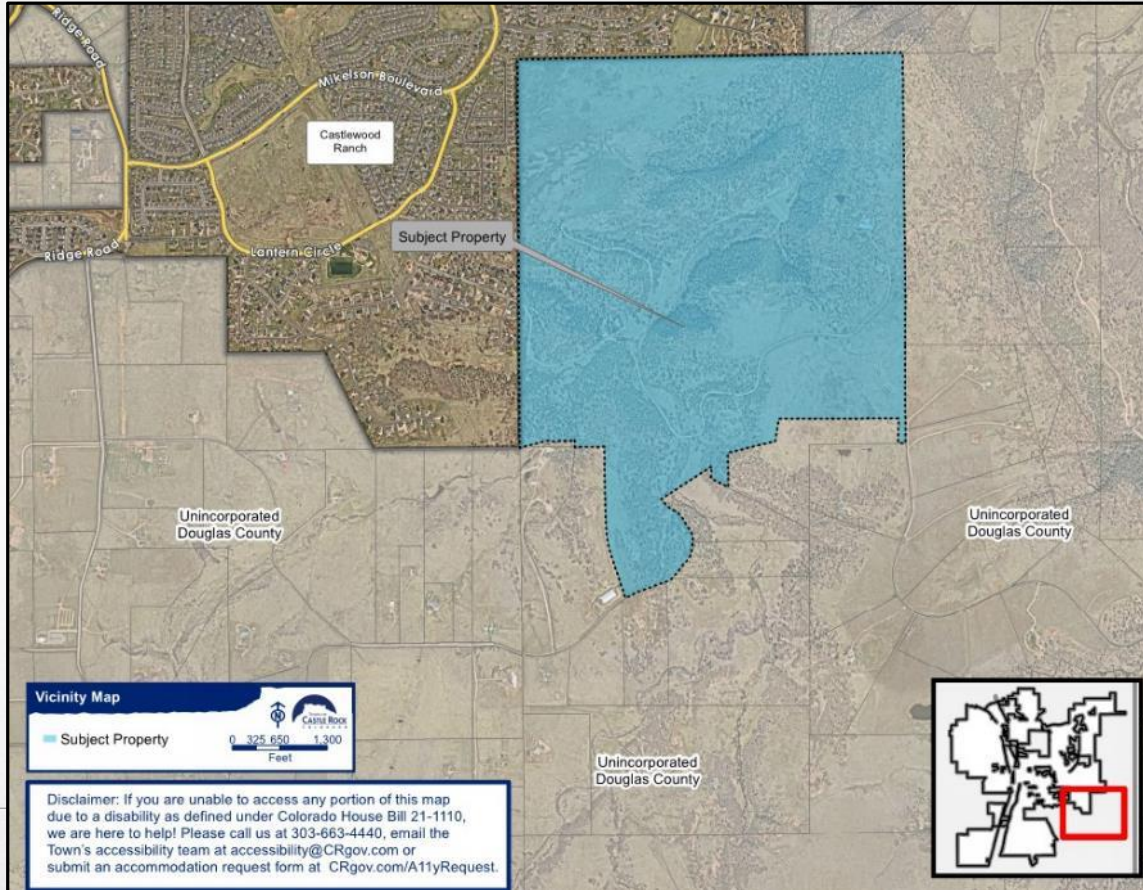 Ridge Road
Mikelson Boulevard
Castlewood
Ranch
Subject Property
Ridge Road
Lantern Circle
Unincorporated
Douglas County
Unincorporated
Douglas County
Unincorporated
Douglas County
Vicinity Map
Subject Property
N
TOWN OF
CASTLE ROCK
COLORADO
0 325 650 1,300
Feet
Disclaimer: If you are unable to access any portion of this map
due to a disability as defined under Colorado House Bill 21-1110,
we are here to help! Please call us at 303-663-4440, email the
Town's accessibility team at accessibility@CRgov.com or
submit an accommodation request form at CRgov.com/A11yRequest.